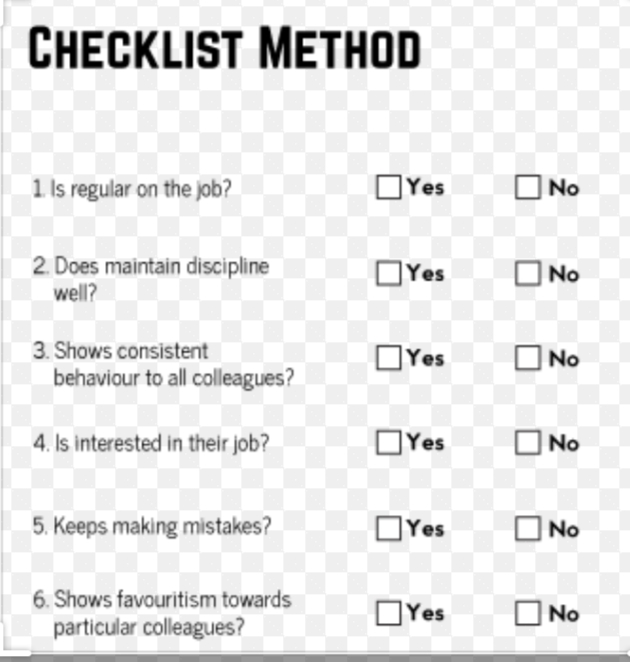 CHECKLIST METHOD
1. Is regular on the job? Yes No
2. Does maintain discipline Yes No
well?
3. Shows consistent Yes No
behaviour to all colleagues?
4. Is interested in their job? Yes No
5. Keeps making mistakes? Yes No
6. Shows favouritism towards Yes No
particular colleagues?